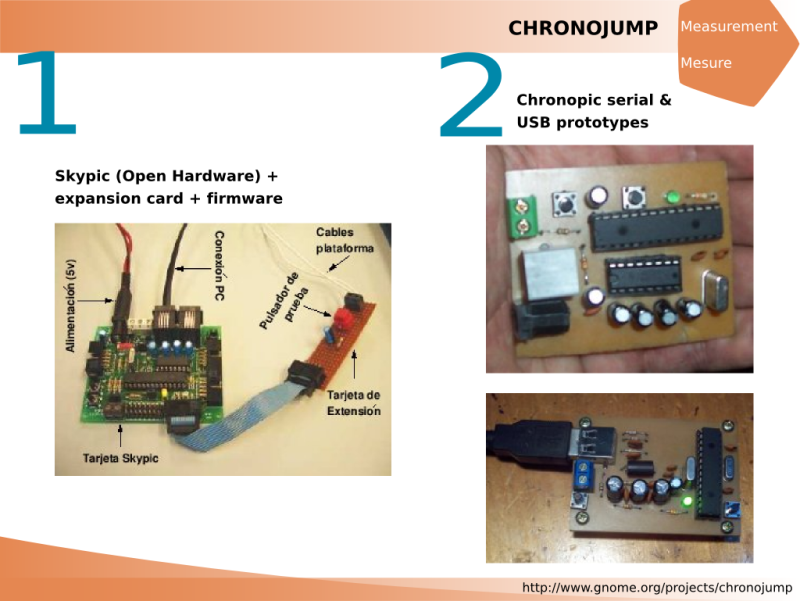 CHRONOJUMP
Measurement
Mesure
1
Skypic (Open Hardware) +
expansion card + firmware
Alimentación (5v)
Conexión PC
Cables
plataforma
Pulsador de
prueba
Tarjeta de
Extensión
Tarjeta Skypic
2
Chronopic serial &
USB prototypes
http://www.gnome.org/projects/chronojump